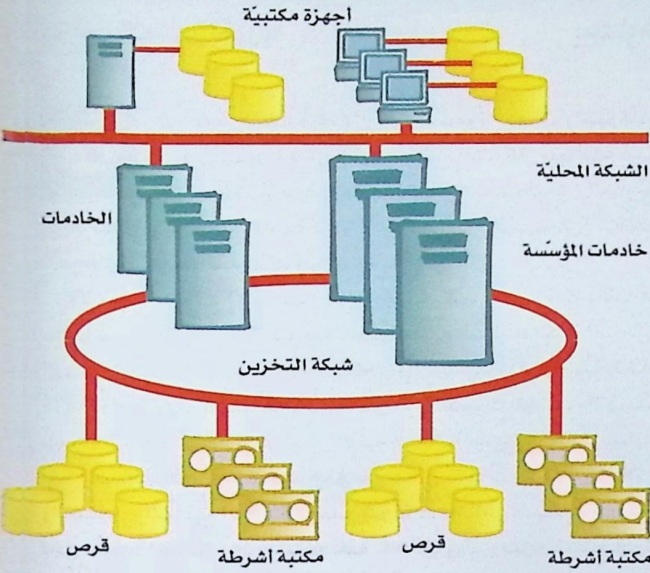 أجهزة مكتبيّة
الشبكة المحليّة
الخادمات
خادمات المؤسّسة
شبكة التخزين
قرص
مكتبة أشرطة
قرص
مكتبة أشرطة